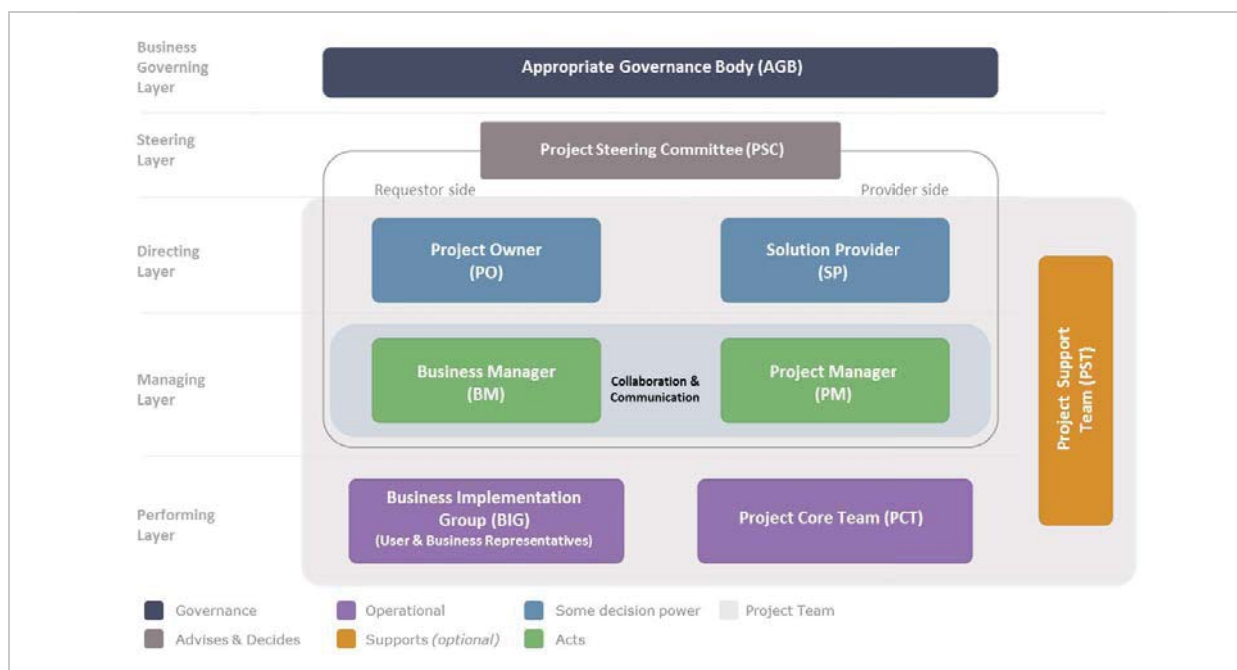 Business
Governing
Layer
Appropriate Governance Body (AGB)
Steering
Layer
Project Steering Committee (PSC)
Requestor side
Provider side
Directing
Layer
Project Owner
(PO)
Solution Provider
(SP)
Managing
Layer
Business Manager
(BM)
Collaboration &
Communication
Project Manager
(PM)
Project Support
Team (PST)
Performing
Layer
Business Implementation
Group (BIG)
(User & Business Representatives)
Project Core Team (PCT)
Governance
Operational
Some decision power
Project Team
Advises & Decides
Supports (optional)
Acts